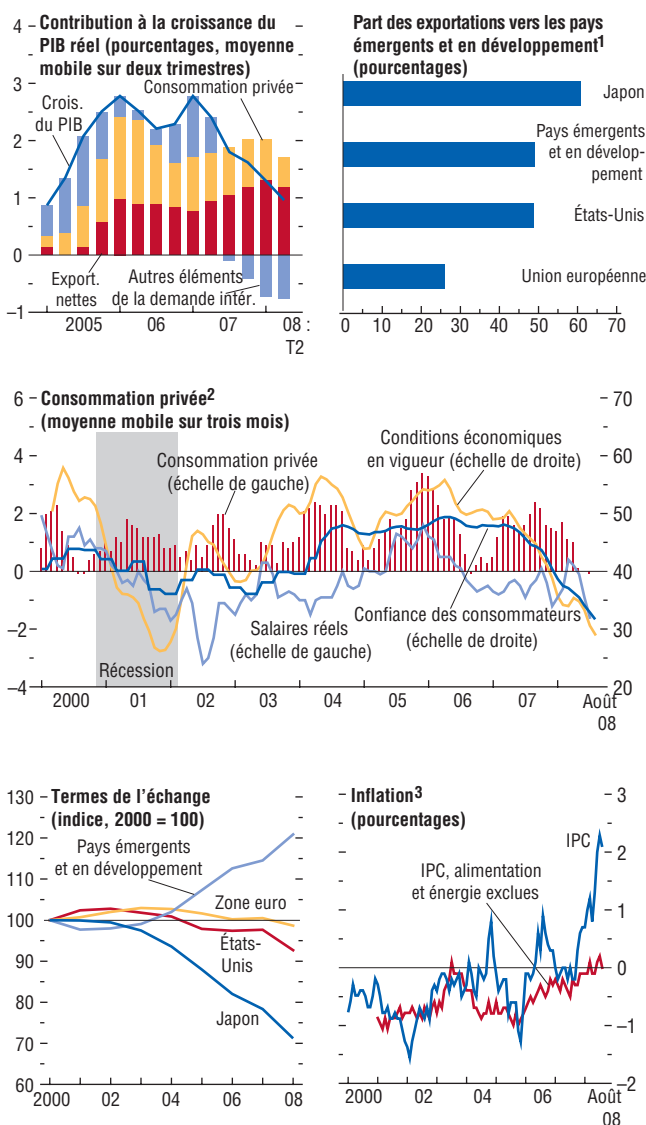 Contribution à la croissance du
PIB réel (pourcentages, moyenne
mobile sur deux trimestres)
4
3
2
1
0
–1
Consommation privée
Crois.
du PIB
Export.
nettes
Autres éléments
de la demande intér.
2005 06 07 08 :
T2
Part des exportations vers les pays
émergents et en développement1
(pourcentages)
Japon
Pays émergents
et en dévelop-
pement
États-Unis
Union européenne
0 10 20 30 40 50 60 70
Consommation privée2
(moyenne mobile sur trois mois)
6
4
2
0
–2
–4
70
60
50
40
30
20
Consommation privée
(échelle de gauche)
Conditions économiques
en vigueur (échelle de droite)
Salaires réels
(échelle de gauche)
Confiance des consommateurs
(échelle de droite)
Récession
2000 01 02 03 04 05 06 07 Août
08
Termes de l’échange
(indice, 2000 = 100)
130
120
110
100
90
80
70
60
Pays émergents
et en développement
Zone euro
États-
Unis
Japon
2000 02 04 06 08
Inflation3
(pourcentages)
3
2
1
0
–1
–2
IPC
IPC, alimentation
et énergie exclues
2000 02 04 06 Août
08